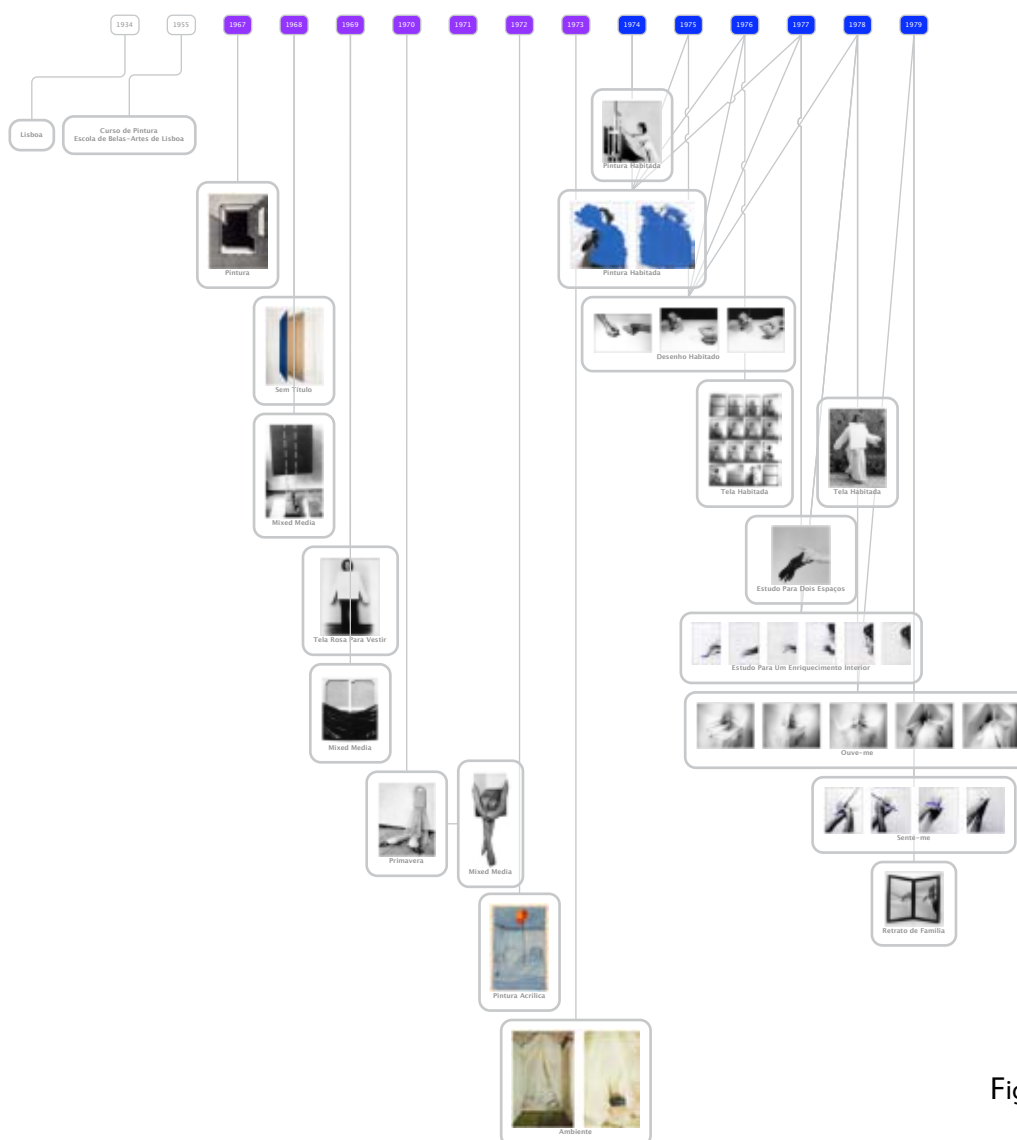 1934
1955
1967
1968
1969
1970
1971
1972
1973
1974
1975
1976
1977
1978
1979
Lisboa
Curso de Pintura
Escola de Belas-Artes de Lisboa
Pintura Habitada
Pintura
Pintura Habitada
Sem Título
Desenho Habitado
Mixed Media
Tela Habitada
Tela Habitada
Estudo Para Dois Espaços
Tela Rosa Para Vestir
Estudo Para Um Enriquecimento Interior
Mixed Media
Ouve-me
Primavera
Mixed Media
Sente-me
Retrato de Família
Pintura Acrílica
Ambiente
Fig